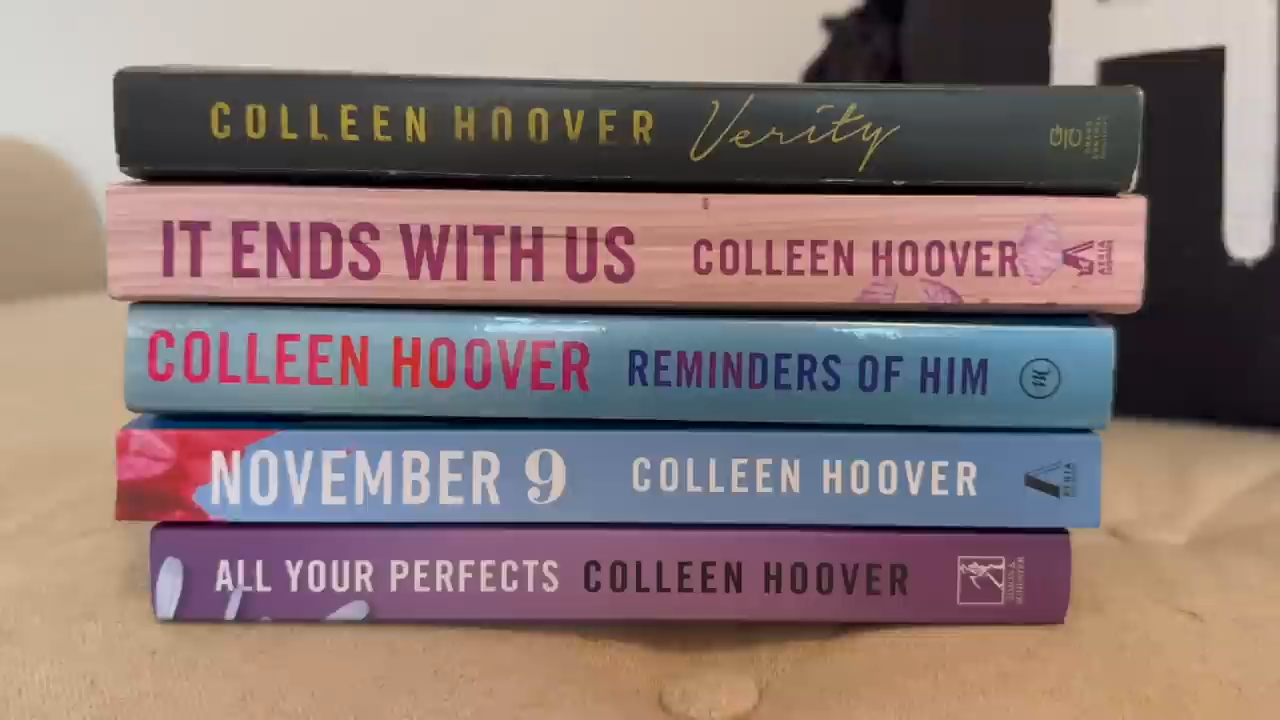 COLLEEN HOOVER Verity
IT ENDS WITH US COLLEEN HOOVER
COLLEEN HOOVER REMINDERS OF HIM
NOVEMBER 9 COLLEEN HOOVER
ALL YOUR PERFECTS COLLEEN HOOVER